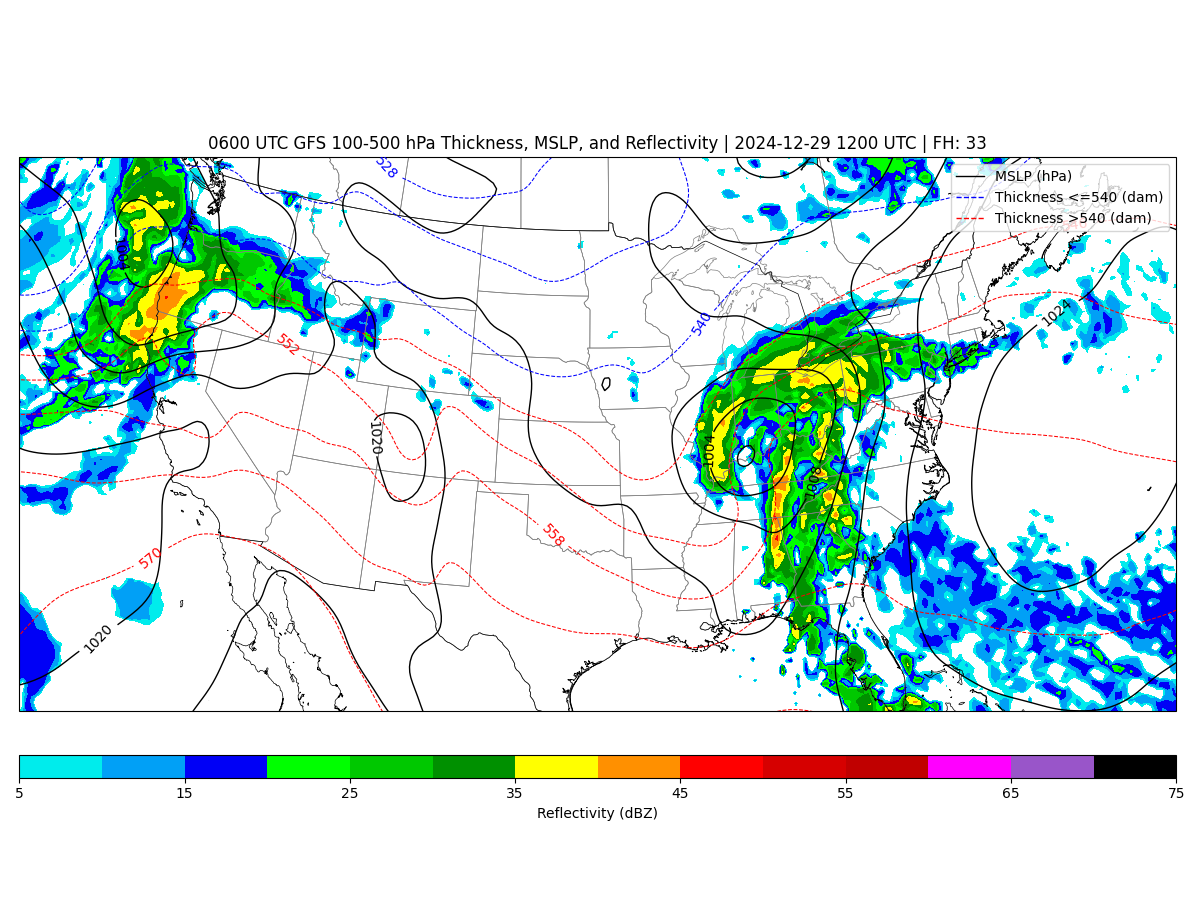 0600 UTC GFS 100-500 hPa Thickness, MSLP, and Reflectivity | 2024-12-29 1200 UTC | FH: 33
528
MSLP (hPa)
Thickness <=540 (dam)
Thickness >540 (dam)
1024
540
552
1020
1004
1008
558
570
1020
5 15 25 35 45 55 65 75
Reflectivity (dBZ)